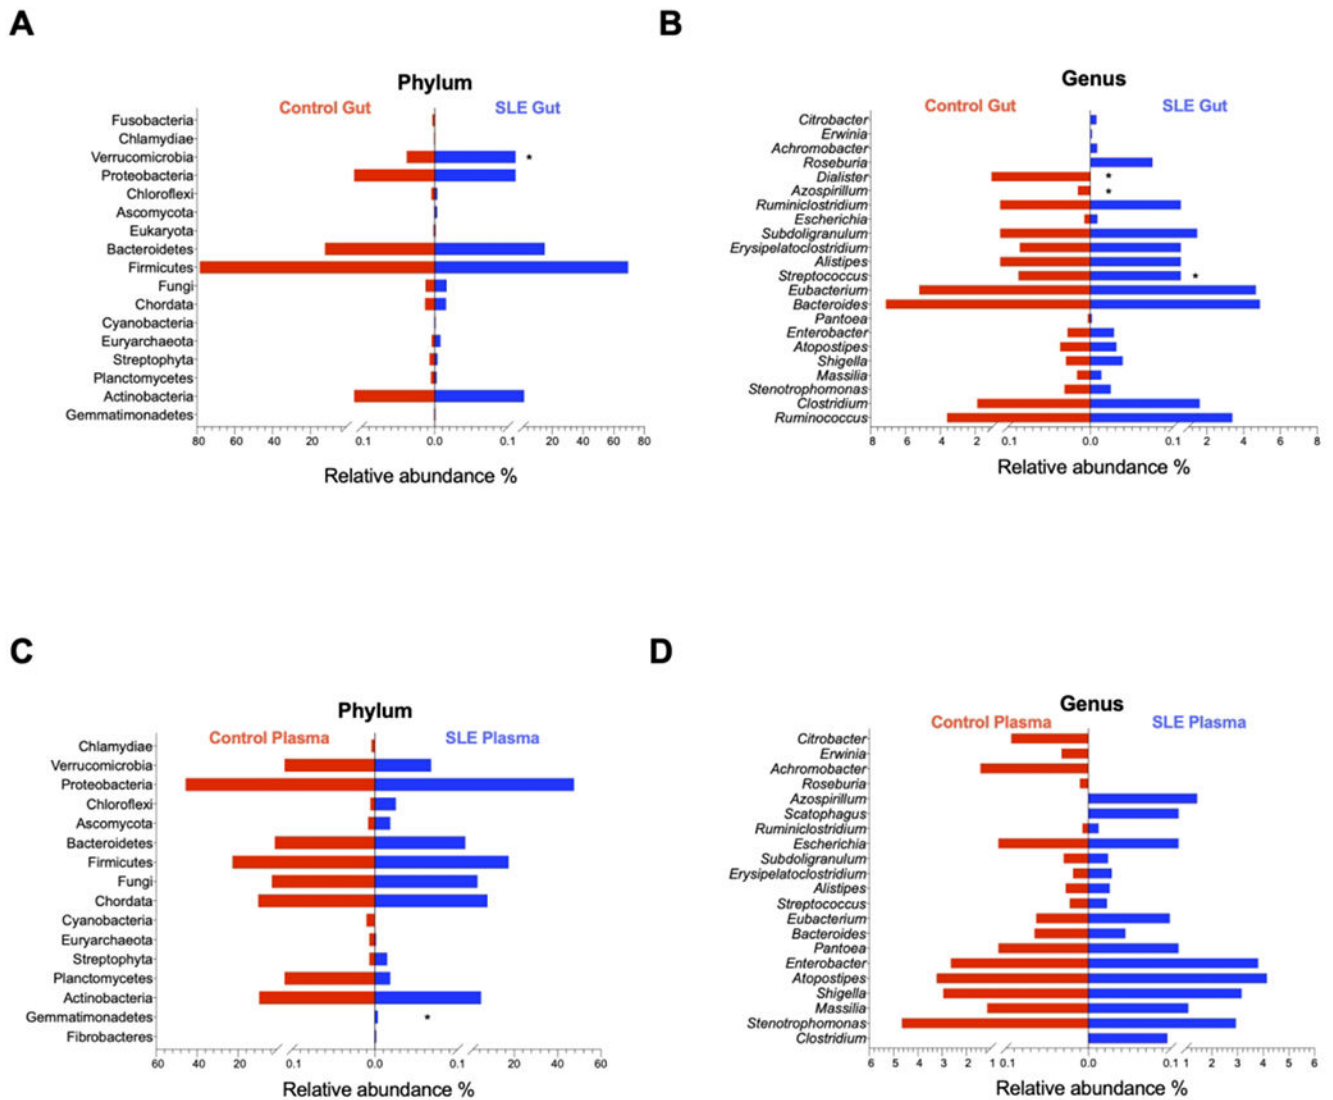 A
Phylum
Control Gut SLE Gut
Fusobacteria
Chlamydiae
Verrucomicrobia *
Proteobacteria
Chloroflexi
Ascomycota
Eukaryota
Bacteroidetes
Firmicutes
Fungi
Chordata
Cyanobacteria
Euryarchaeota
Streptophyta
Planctomycetes
Actinobacteria
Gemmatimonadetes
80 60 40 20 0.1 0.0 0.1 20 40 60 80
Relative abundance %
B
Genus
Control Gut SLE Gut
Citrobacter
Erwinia
Achromobacter
Roseburia
Dialister *
Azospirillum *
Ruminiclostridium
Escherichia
Subdoligranulum
Erysipelatoclostridium
Alistipes
Streptococcus *
Eubacterium
Bacteroides
Pantoea
Enterobacter
Atopostipes
Shigella
Massilia
Stenotrophomonas
Clostridium
Ruminococcus
8 6 4 2 0.1 0.0 0.1 2 4 6 8
Relative abundance %
C
Phylum
Control Plasma SLE Plasma
Chlamydiae
Verrucomicrobia
Proteobacteria
Chloroflexi
Ascomycota
Bacteroidetes
Firmicutes
Fungi
Chordata
Cyanobacteria
Euryarchaeota
Streptophyta
Planctomycetes
Actinobacteria
Gemmatimonadetes *
Fibrobacteres
60 40 20 0.1 0.0 0.1 20 40 60
Relative abundance %
D
Genus
Control Plasma SLE Plasma
Citrobacter
Erwinia
Achromobacter
Roseburia
Azospirillum
Scatophagus
Ruminiclostridium
Escherichia
Subdoligranulum
Erysipelatoclostridium
Alistipes
Streptococcus
Eubacterium
Bacteroides
Pantoea
Enterobacter
Atopostipes
Shigella
Massilia
Stenotrophomonas
Clostridium
6 5 4 3 2 1 0.1 0.0 0.1 1 2 3 4 5 6
Relative abundance %